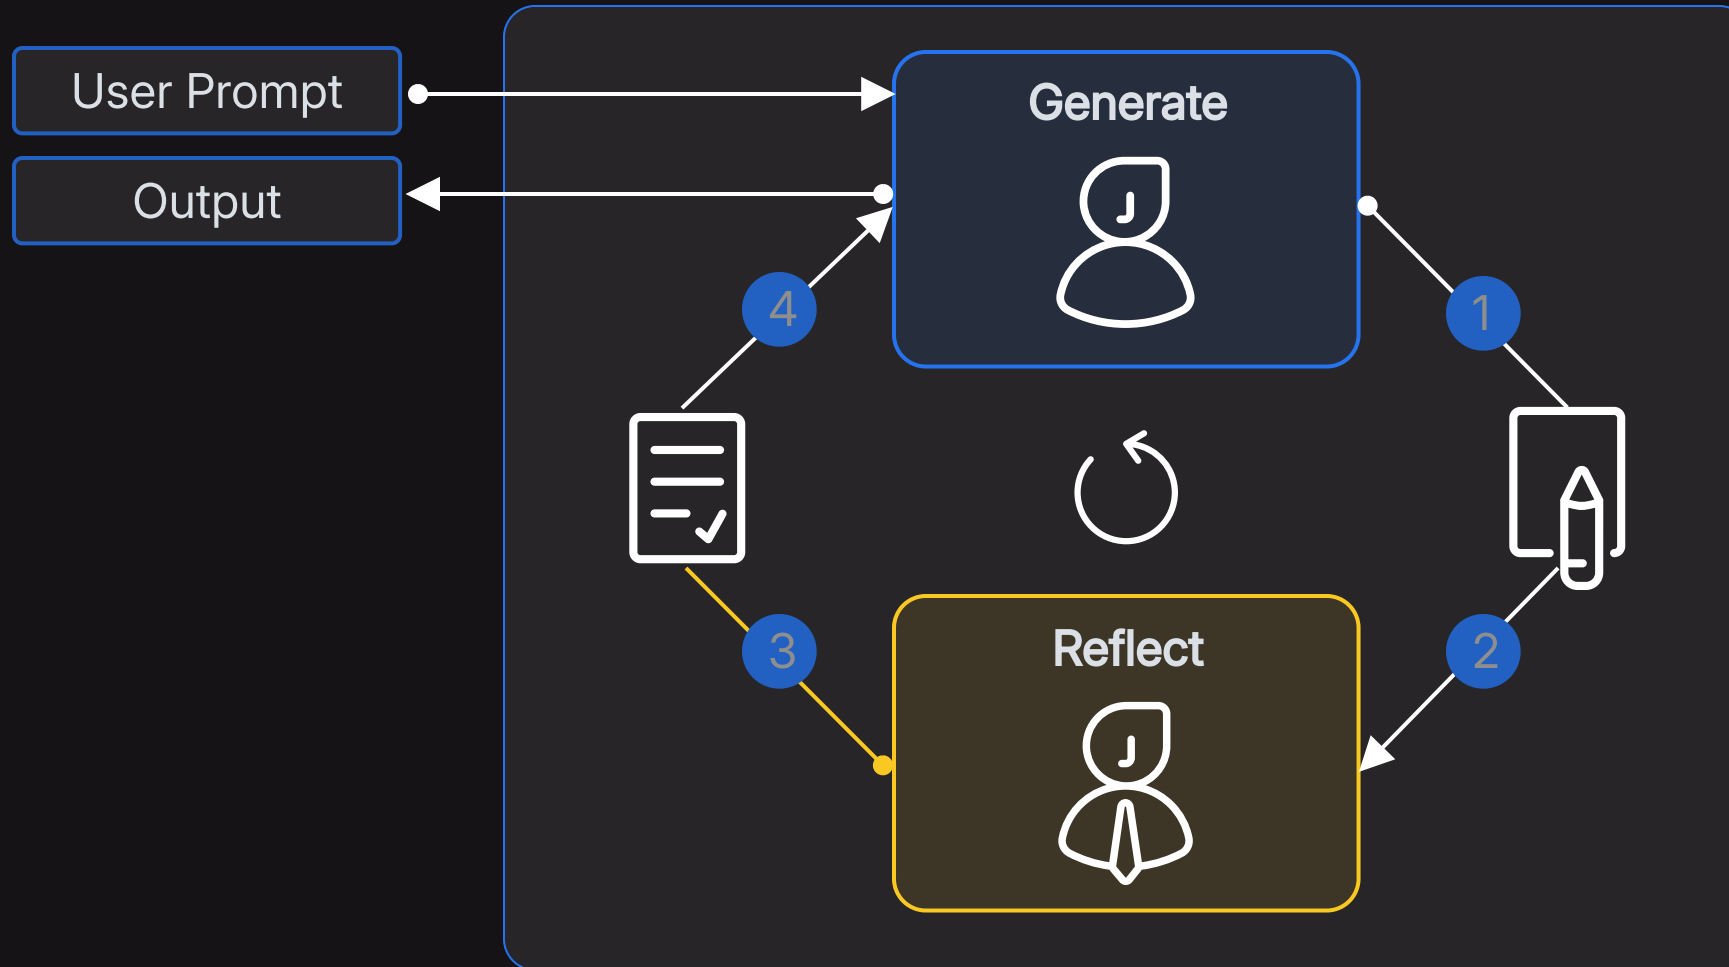 User Prompt
Output
Generate
4
1
3
2
Reflect